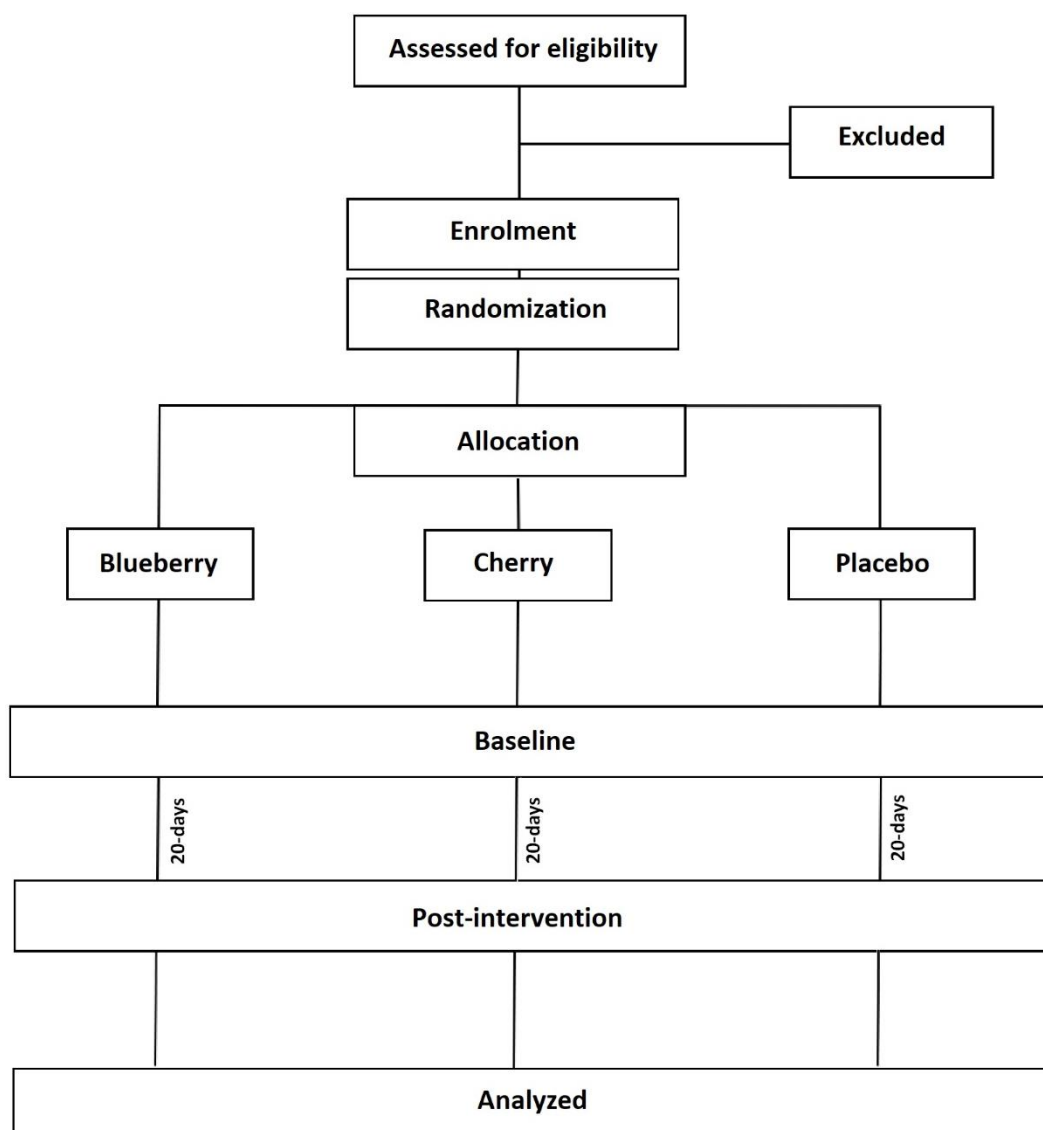 Assessed for eligibility
Excluded
Enrolment
Randomization
Allocation
Blueberry
Cherry
Placebo
Baseline
20-days
20-days
20-days
Post-intervention
Analyzed